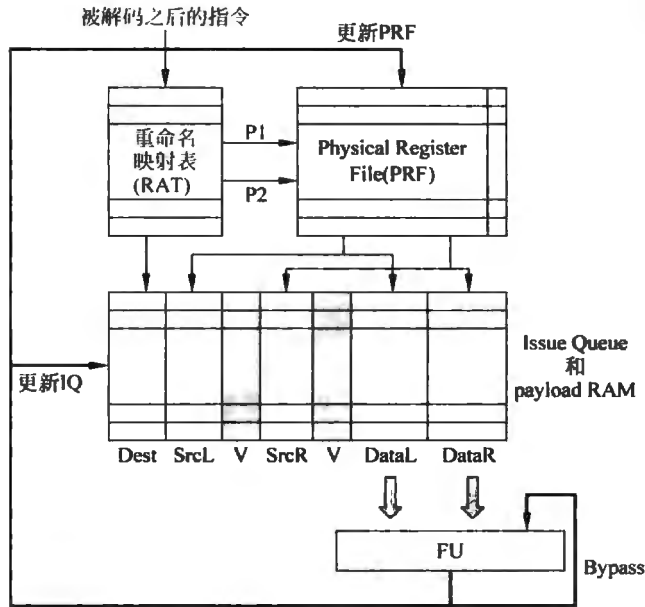 被解码之后的指令
更新PRF
重命名
映射表
(RAT)
P1
P2
Physical Register
File(PRF)
更新IQ
Issue Queue
和
payload RAM
Dest SrcL V SrcR V DataL DataR
FU
Bypass